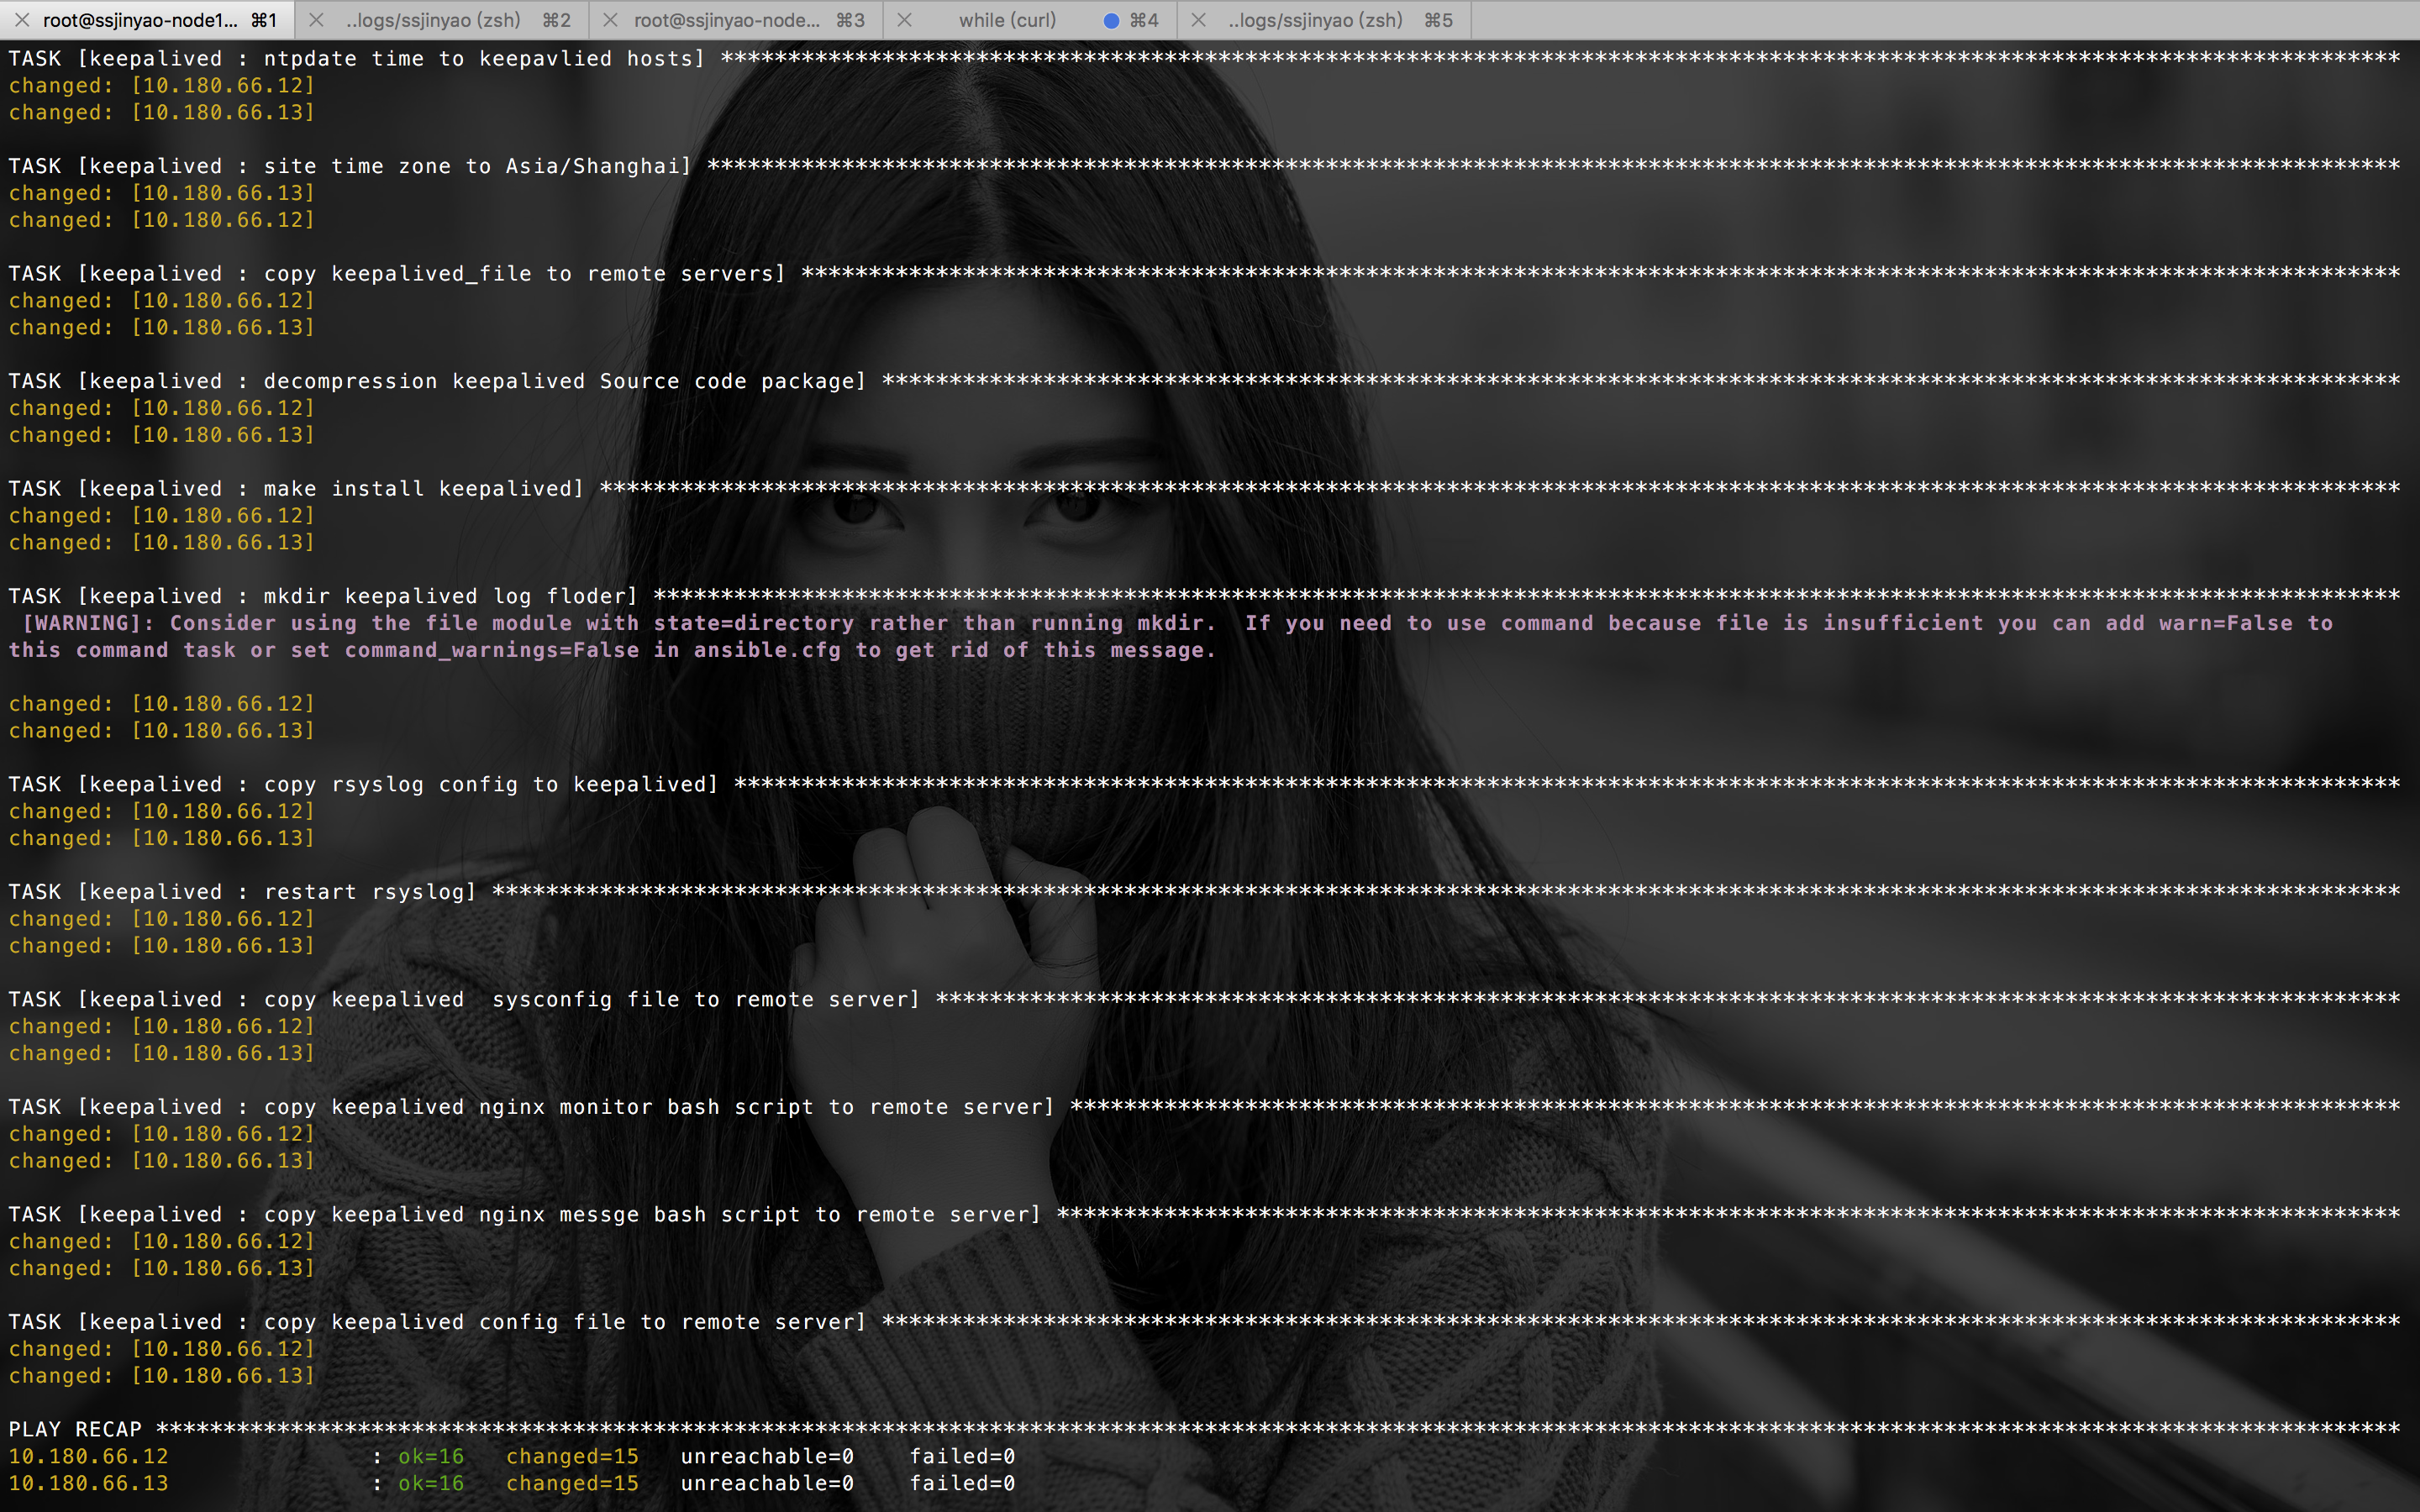 root@ssjinyao-node1... ⌘1 ..logs/ssjinyao (zsh) ⌘2 root@ssjinyao-node... ⌘3 while (curl) ⌘4 ..logs/ssjinyao (zsh) ⌘5
TASK [keepalived : ntpdate time to keepavlied hosts] *****************************************************************************************************************************
changed: [10.180.66.12]
changed: [10.180.66.13]
TASK [keepalived : site time zone to Asia/Shanghai] ******************************************************************************************************************************
changed: [10.180.66.13]
changed: [10.180.66.12]
TASK [keepalived : copy keepalived_file to remote servers] ***********************************************************************************************************************
changed: [10.180.66.12]
changed: [10.180.66.13]
TASK [keepalived : decompression keepalived Source code package] *****************************************************************************************************************
changed: [10.180.66.12]
changed: [10.180.66.13]
TASK [keepalived : make install keepalived] **************************************************************************************************************************************
changed: [10.180.66.12]
changed: [10.180.66.13]
TASK [keepalived : mkdir keepalived log floder] **********************************************************************************************************************************
[WARNING]: Consider using the file module with state=directory rather than running mkdir.  If you need to use command because file is insufficient you can add warn=False to
this command task or set command_warnings=False in ansible.cfg to get rid of this message.
changed: [10.180.66.12]
changed: [10.180.66.13]
TASK [keepalived : copy rsyslog config to keepalived] ****************************************************************************************************************************
changed: [10.180.66.12]
changed: [10.180.66.13]
TASK [keepalived : restart rsyslog] **********************************************************************************************************************************************
changed: [10.180.66.12]
changed: [10.180.66.13]
TASK [keepalived : copy keepalived  sysconfig file to remote server] *************************************************************************************************************
changed: [10.180.66.12]
changed: [10.180.66.13]
TASK [keepalived : copy keepalived nginx monitor bash script to remote server] ***************************************************************************************************
changed: [10.180.66.12]
changed: [10.180.66.13]
TASK [keepalived : copy keepalived nginx messge bash script to remote server] ****************************************************************************************************
changed: [10.180.66.12]
changed: [10.180.66.13]
TASK [keepalived : copy keepalived config file to remote server] *****************************************************************************************************************
changed: [10.180.66.12]
changed: [10.180.66.13]
PLAY RECAP ***********************************************************************************************************************************************************************
10.180.66.12               : ok=16   changed=15   unreachable=0    failed=0
10.180.66.13               : ok=16   changed=15   unreachable=0    failed=0